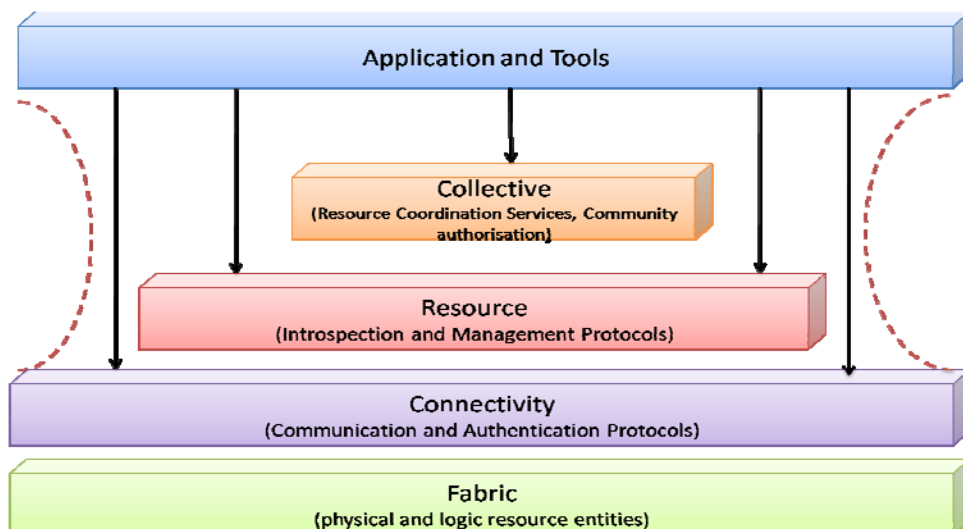 Application and Tools
Collective
(Resource Coordination Services, Community
authorisation)
Resource
(Introspection and Management Protocols)
Connectivity
(Communication and Authentication Protocols)
Fabric
(physical and logic resource entities)